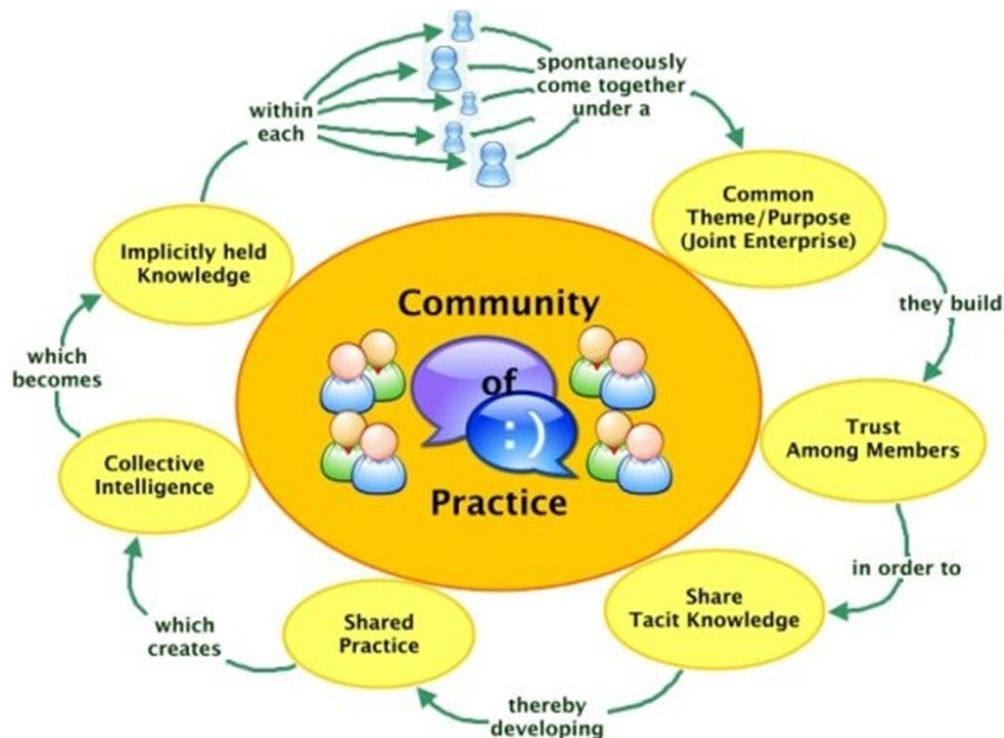 within
each
spontaneously
come together
under a
Common
Theme/Purpose
(Joint Enterprise)
they build
Trust
Among Members
in order to
Share
Tacit Knowledge
thereby
developing
Shared
Practice
which
creates
Collective
Intelligence
which
becomes
Implicitly held
Knowledge
Community
of
:)
Practice